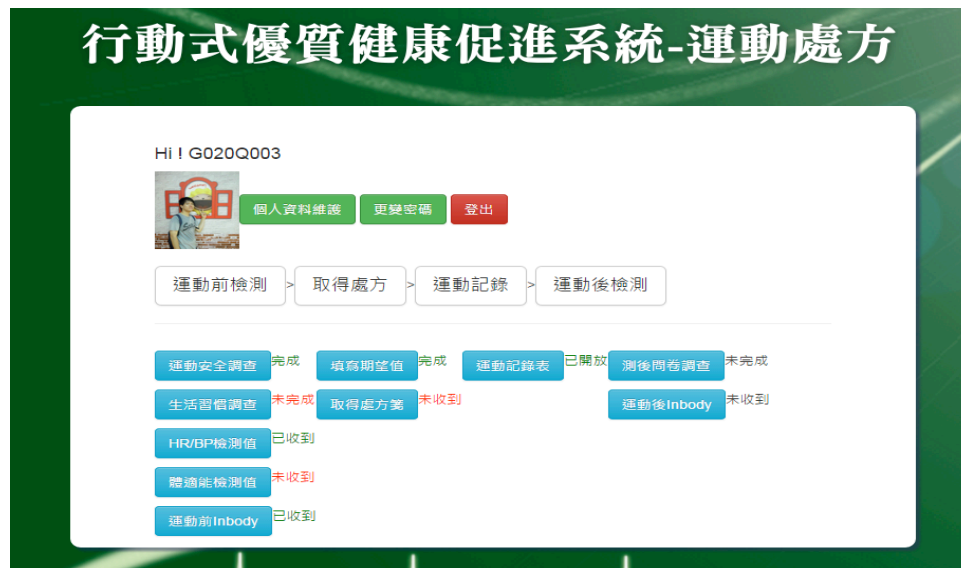 行動式優質健康促進系統-運動處方
Hi ! G020Q003
個人資料維護 更變密碼 登出
運動前檢測 > 取得處方 > 運動記錄 > 運動後檢測
運動安全調查 完成 填寫期望值 完成 運動記錄表 已開放 測後問卷調查 未完成
生活習慣調查 未完成 取得處方箋 未收到 運動後Inbody 未收到
HR/BP檢測值 已收到
體適能檢測值 未收到
運動前Inbody 已收到